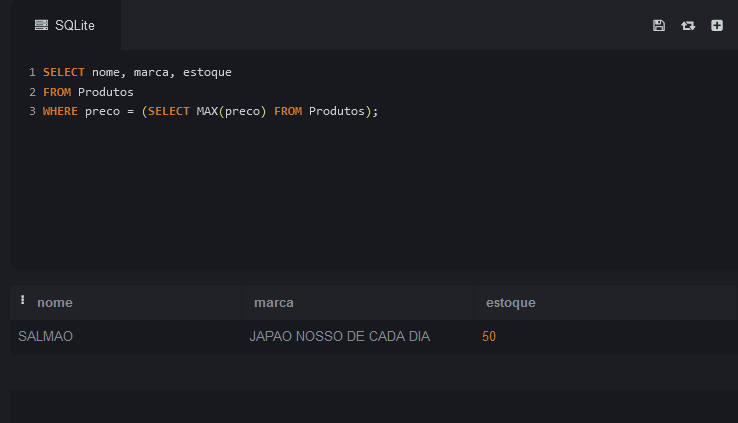 SQLite
1 SELECT nome, marca, estoque
2 FROM Produtos
3 WHERE preco = (SELECT MAX(preco) FROM Produtos);
nome marca estoque
SALMAO JAPAO NOSSO DE CADA DIA 50